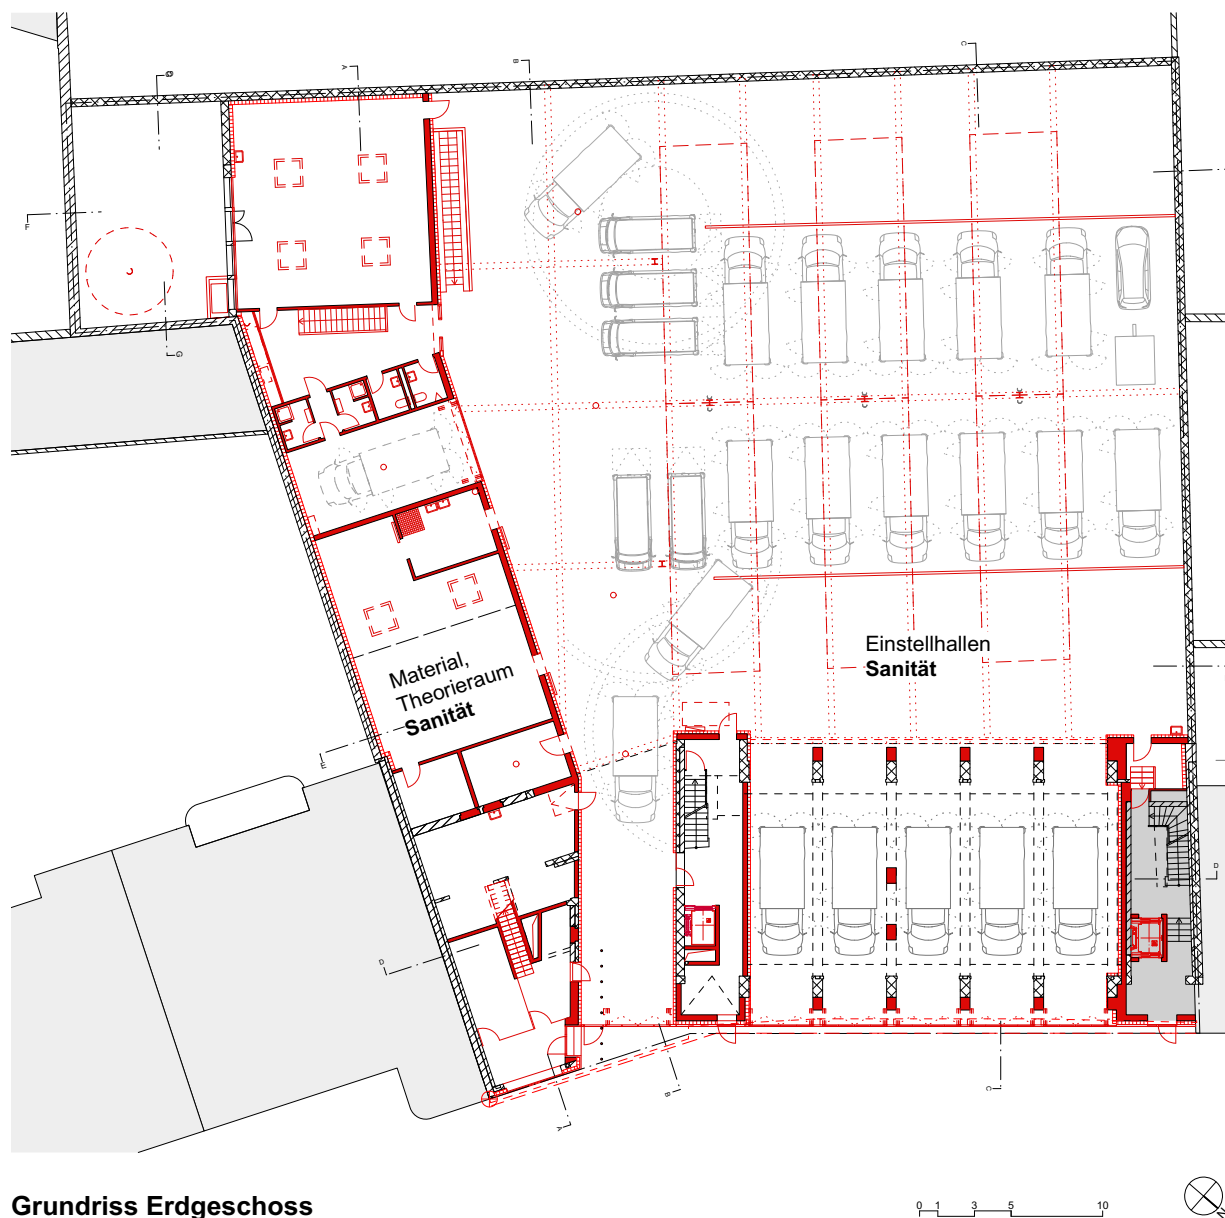 G
A
B
C
F
G
Einstellhallen
Sanität
Material,
Theorieraum
Sanität
E
D
D
A
B
C
Grundriss Erdgeschoss
0 1 3 5 10
N